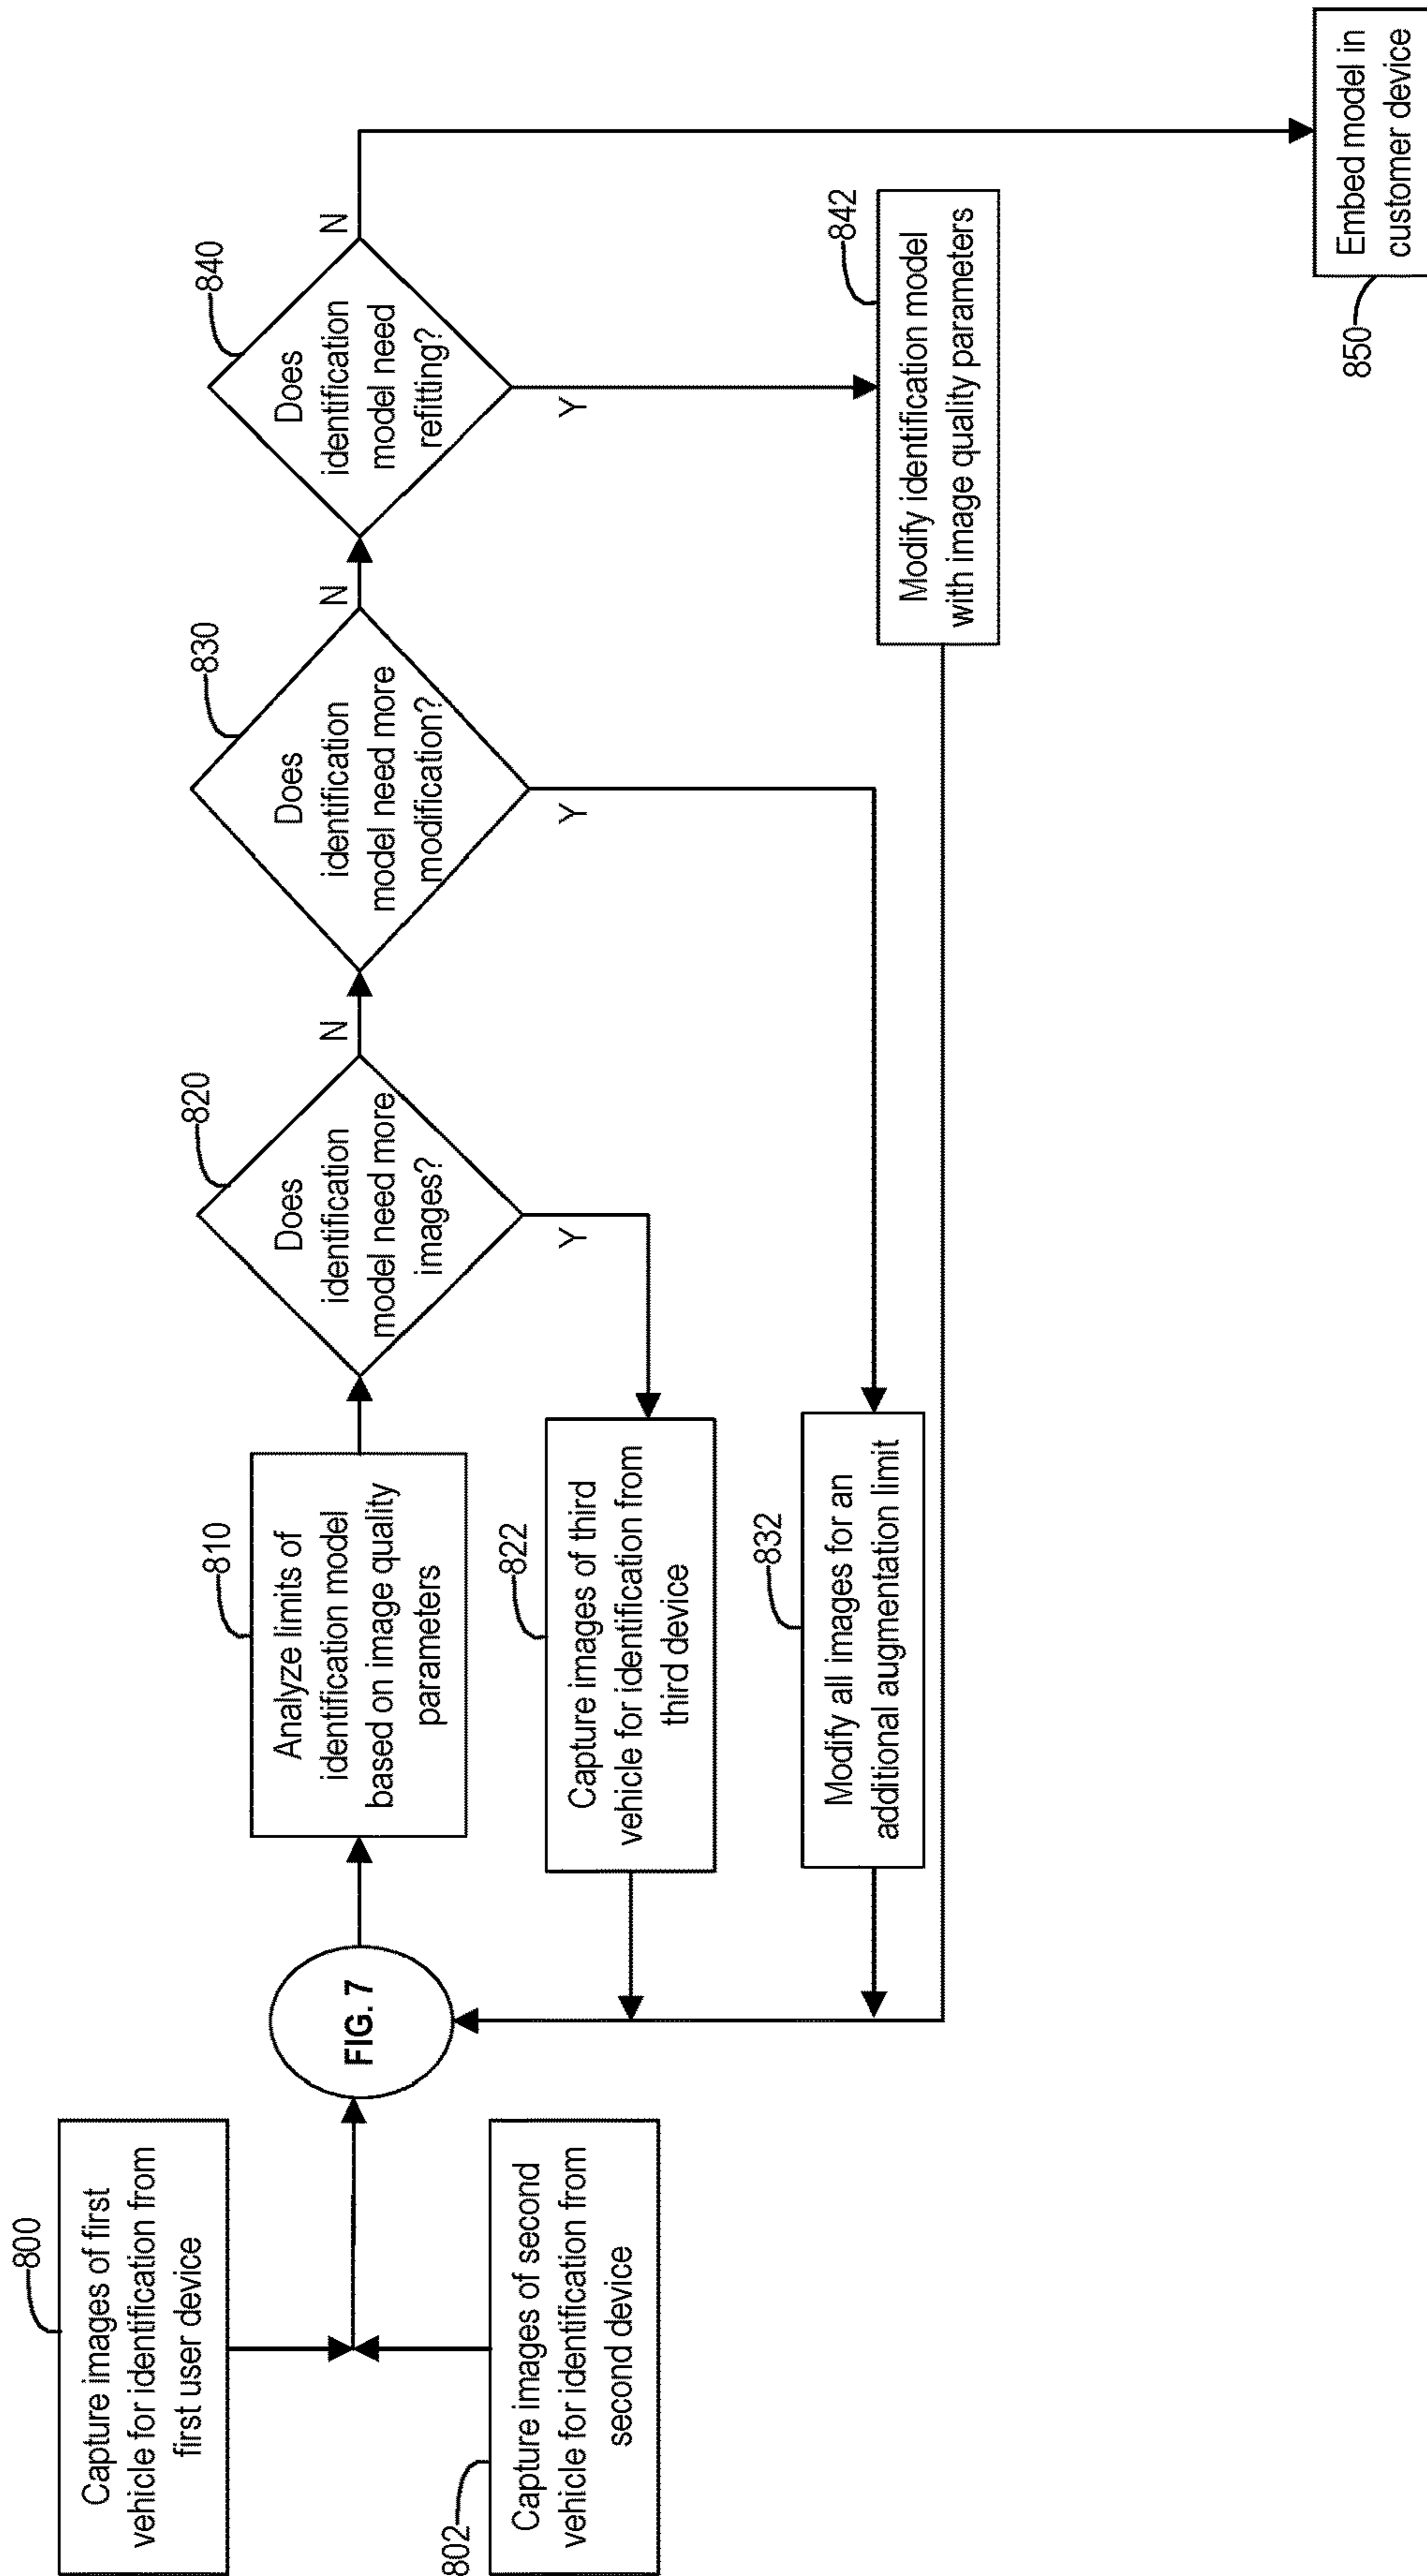 800
Capture images of first
vehicle for identification from
first user device
802
Capture images of second
vehicle for identification from
second device
FIG. 7
810
Analyze limits of
identification model
based on image quality
parameters
820
Does
identification
model need more
images?
N
Y
822
Capture images of third
vehicle for identification from
third device
830
Does
identification
model need more
modification?
N
Y
832
Modify all images for an
additional augmentation limit
840
Does
identification
model need
refitting?
N
Y
842
Modify identification model
with image quality parameters
850
Embed model in
customer device